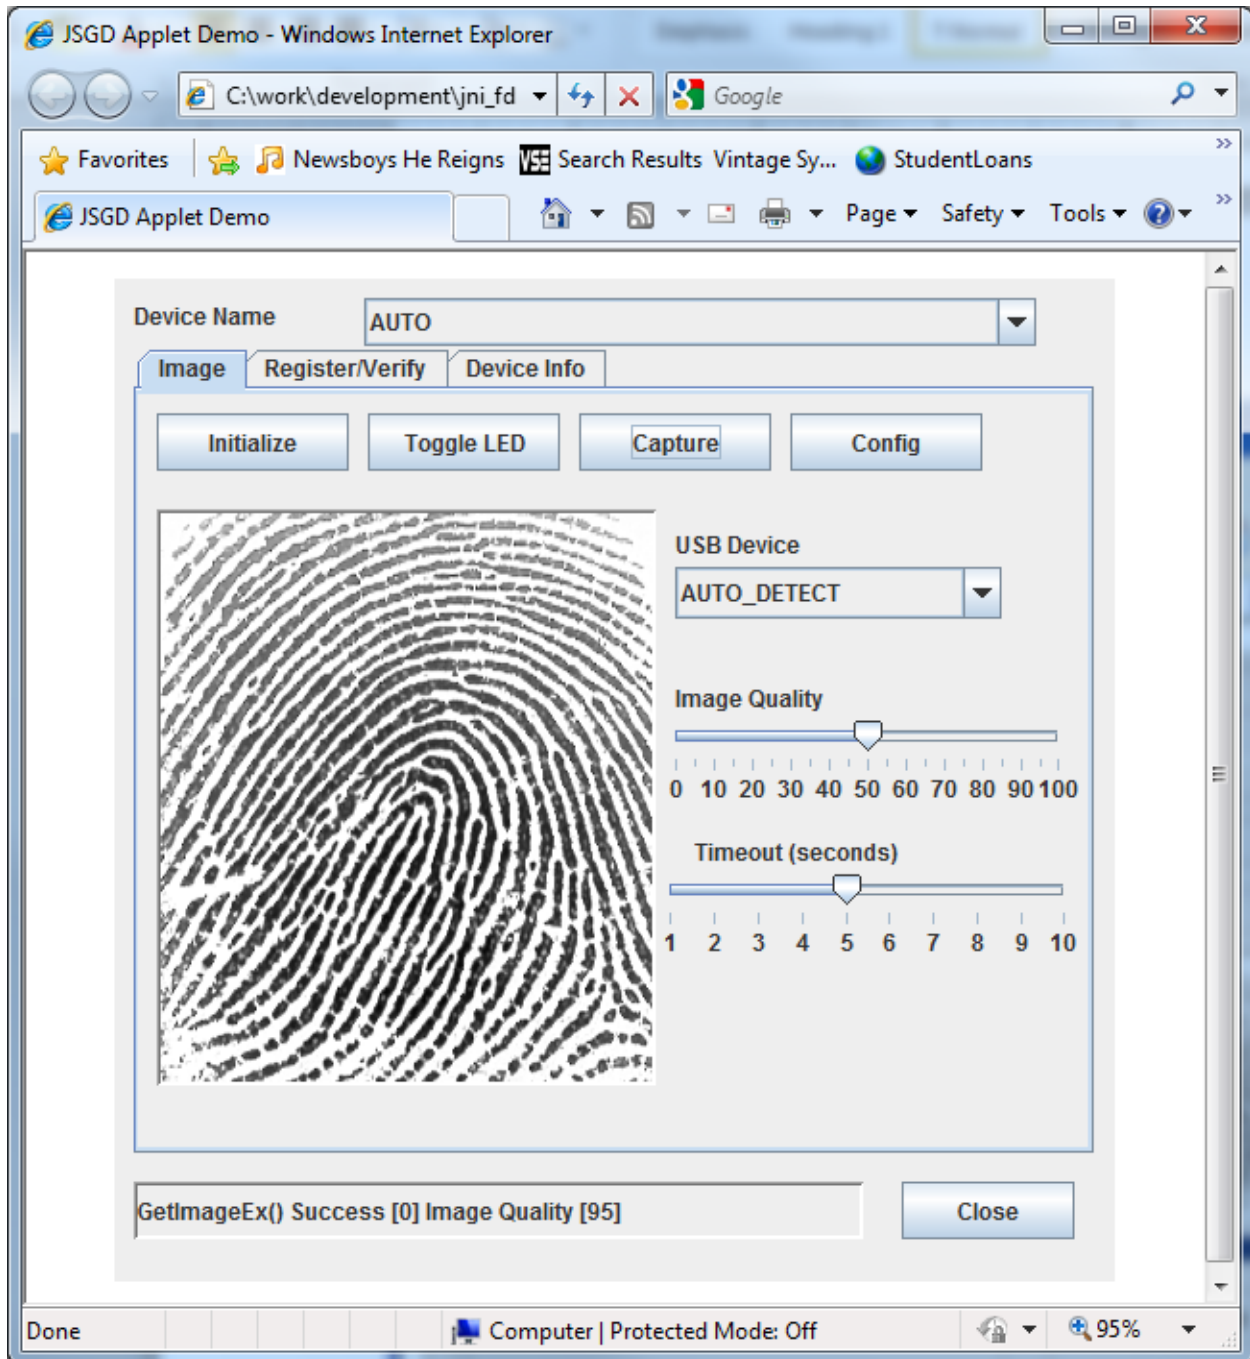 JSGD Applet Demo - Windows Internet Explorer
C:\work\development\jni_fd
Google
Favorites
Newsboys He Reigns
VSE Search Results Vintage Sy...
StudentLoans
JSGD Applet Demo
Page
Safety
Tools
Device Name
AUTO
Image
Register/Verify
Device Info
Initialize
Toggle LED
Capture
Config
USB Device
AUTO_DETECT
Image Quality
0 10 20 30 40 50 60 70 80 90 100
Timeout (seconds)
1 2 3 4 5 6 7 8 9 10
GetImageEx() Success [0] Image Quality [95]
Close
Done
Computer | Protected Mode: Off
95%